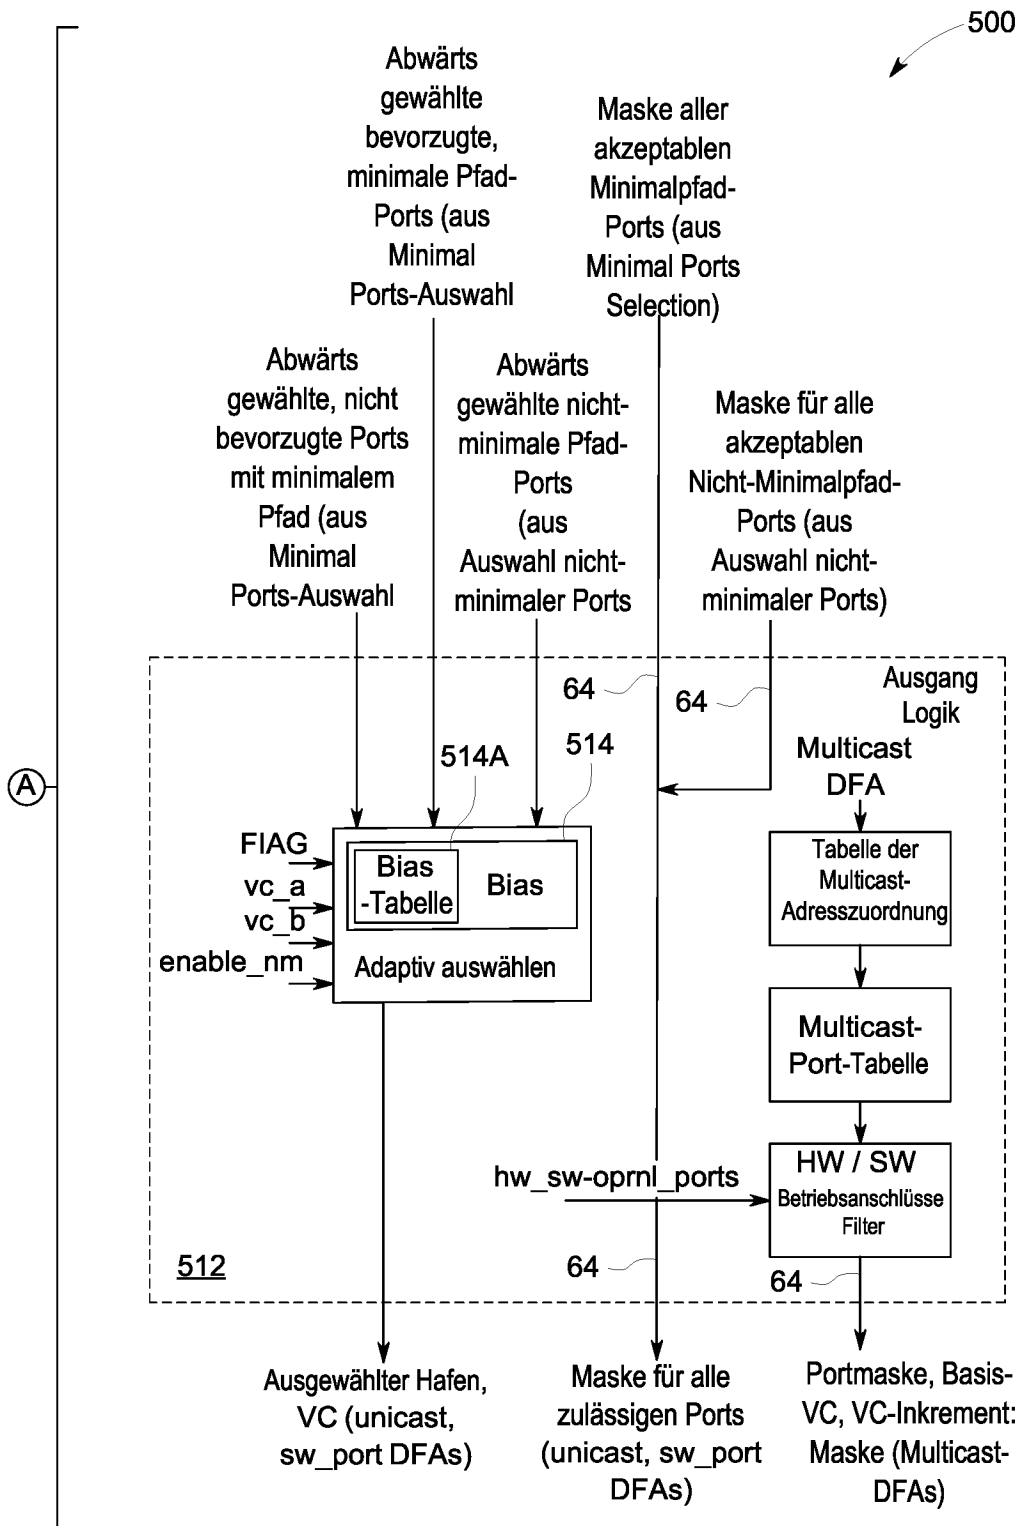 500
Abwärts
gewählte
bevorzugte,
minimale Pfad-
Ports (aus
Minimal
Ports-Auswahl
Maske aller
akzeptablen
Minimalpfad-
Ports (aus
Minimal Ports
Selection)
Abwärts
gewählte, nicht
bevorzugte Ports
mit minimalem
Pfad (aus
Minimal
Ports-Auswahl
Abwärts
gewählte nicht-
minimale Pfad-
Ports
(aus
Auswahl nicht-
minimaler Ports
Maske für alle
akzeptablen
Nicht-Minimalpfad-
Ports (aus
Auswahl nicht-
minimaler Ports)
64
64
Ausgang
Logik
514A
514
A
Multicast
DFA
FIAG
vc_a
vc_b
enable_nm
Bias
-Tabelle
Bias
Adaptiv auswählen
Tabelle der
Multicast-
Adresszuordnung
Multicast-
Port-Tabelle
hw_sw-oprnl_ports
HW / SW
Betriebsanschlüsse
Filter
512
64
64
Ausgewählter Hafen,
VC (unicast,
sw_port DFAs)
Maske für alle
zulässigen Ports
(unicast, sw_port
DFAs)
Portmaske, Basis-
VC, VC-Inkrement:
Maske (Multicast-
DFAs)